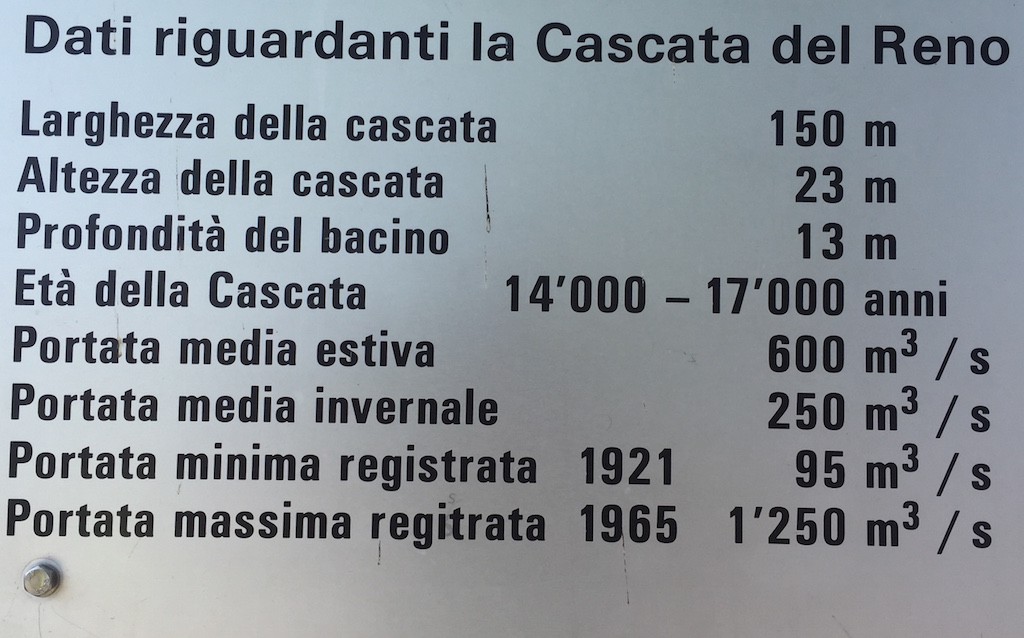 Dati riguardanti la Cascata del Reno
Larghezza della cascata 150 m
Altezza della cascata 23 m
Profondità del bacino 13 m
Età della Cascata 14’000 – 17’000 anni
Portata media estiva 600 m³ / s
Portata media invernale 250 m³ / s
Portata minima registrata 1921 95 m³ / s
Portata massima regitrata 1965 1’250 m³ / s